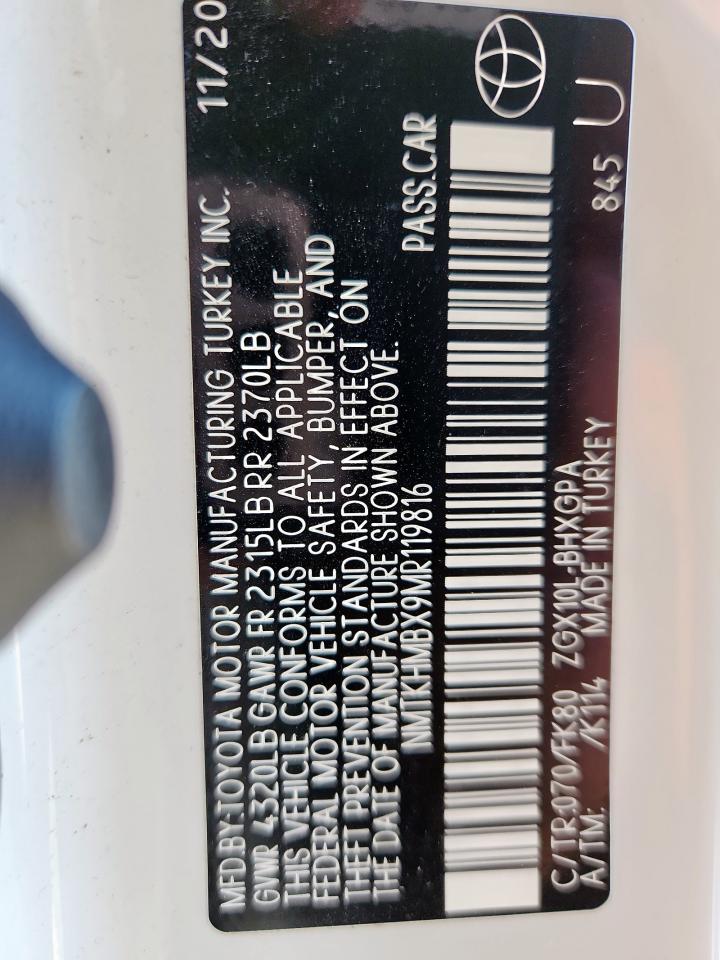 MFD.BY:TOYOTA MOTOR MANUFACTURING TURKEY INC. 11/20
GVWR 4320LB GAWR FR 2315LB RR 2370LB
THIS VEHICLE CONFORMS TO ALL APPLICABLE
FEDERAL MOTOR VEHICLE SAFETY, BUMPER, AND
THEFT PREVENTION STANDARDS IN EFFECT ON
THE DATE OF MANUFACTURE SHOWN ABOVE.
NMTKHMBX9MR119816 PASS.CAR
C/TR:070/FK80 ZGX10L-BHXGPA
A/TM: /K114 MADE IN TURKEY 845 U